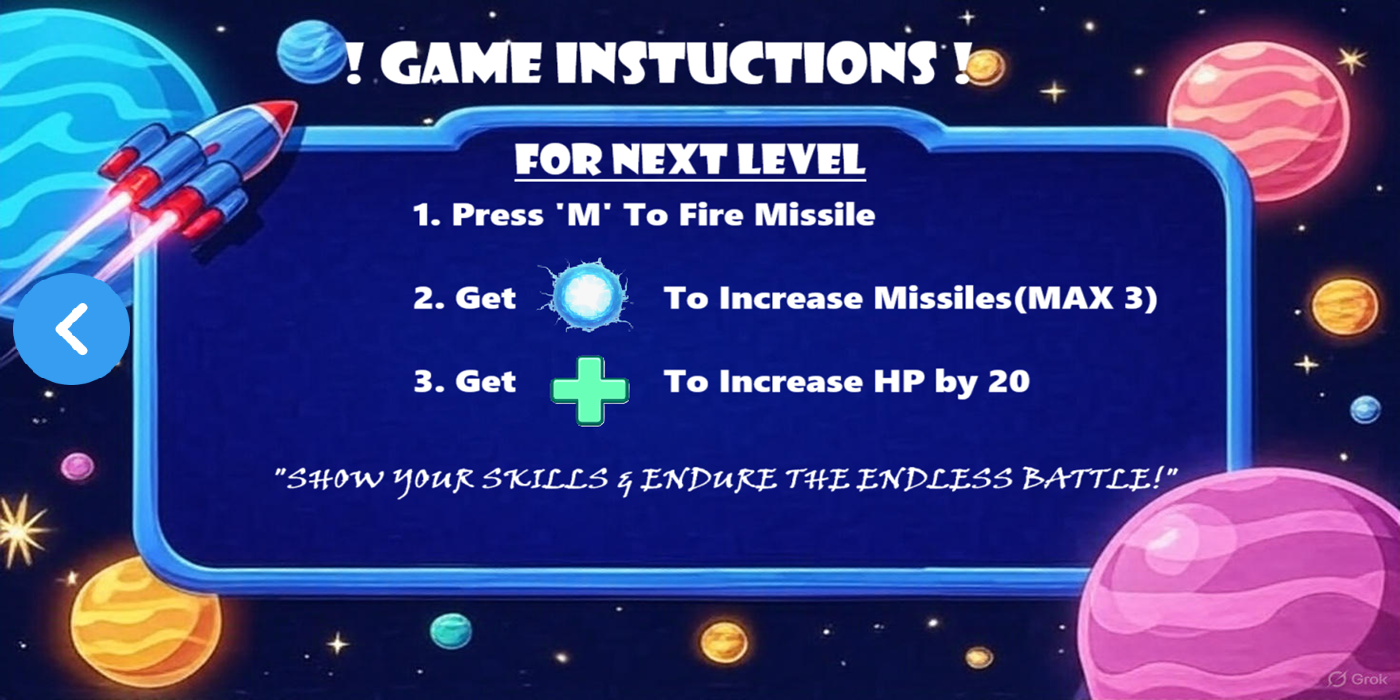 ! GAME INSTUCTIONS !
FOR NEXT LEVEL
1. Press 'M' To Fire Missile
2. Get To Increase Missiles(MAX 3)
3. Get To Increase HP by 20
"SHOW YOUR SKILLS & ENDURE THE ENDLESS BATTLE!"
Grok